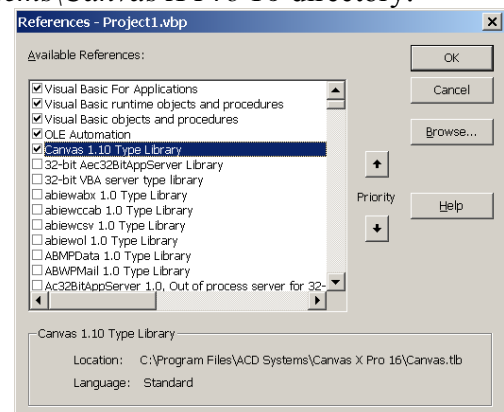 ems\Canvas X Pro 16 directory.
References - Project1.vbp
Available References:
OK
Visual Basic For Applications
Visual Basic runtime objects and procedures
Visual Basic objects and procedures
OLE Automation
Canvas 1.10 Type Library
32-bit Aec32BitAppServer Library
32-bit VBA server type library
abiewabx 1.0 Type Library
abiewccab 1.0 Type Library
abiewcsv 1.0 Type Library
abiewol 1.0 Type Library
ABMPData 1.0 Type Library
ABWPMail 1.0 Type Library
Ac32BitAppServer 1.0, Out of process server for 32-
Cancel
Browse...
Priority
Help
Canvas 1.10 Type Library
Location: C:\Program Files\ACD Systems\Canvas X Pro 16\Canvas.tlb
Language: Standard